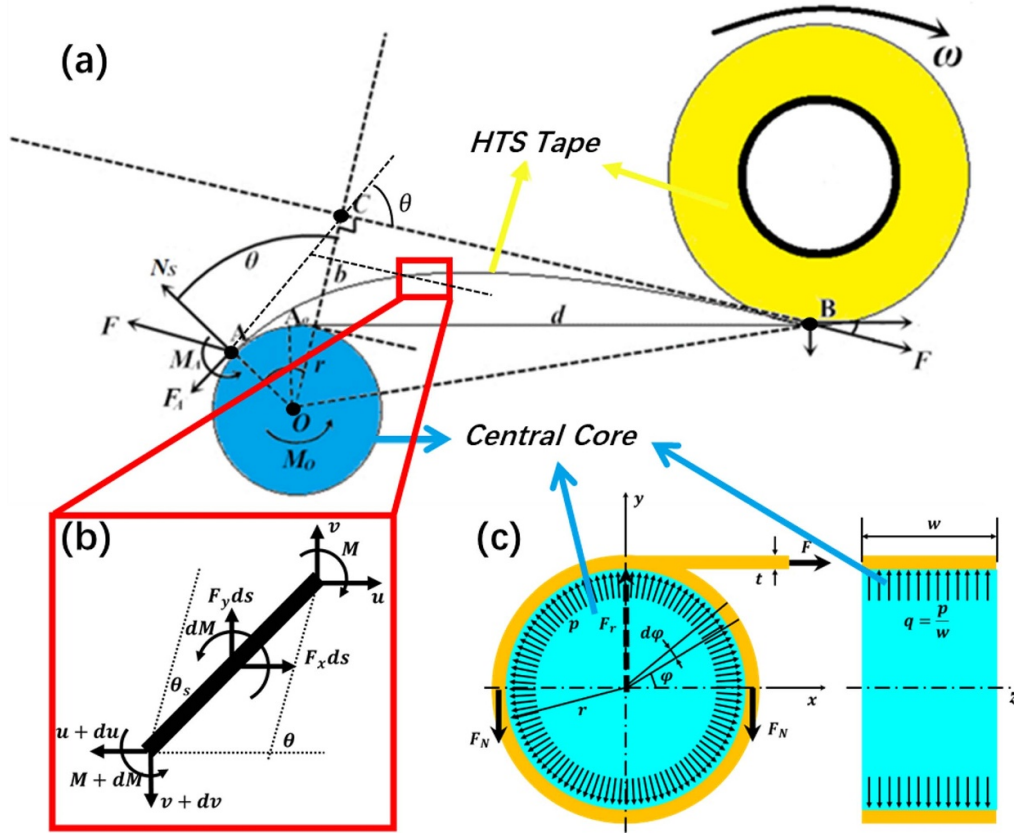 (a)
ω
HTS Tape
C
θ
N_S
θ
b
F
A
A_o
d
B
F
M_A
F_A
r
O
M_O
Central Core
(b)
v
M
u
F_y ds
dM
F_x ds
θ_s
θ
u + du
M + dM
v + dv
(c)
y
F
t
p
F_r
dφ
φ
x
r
F_N
F_N
w
q = p/w
z